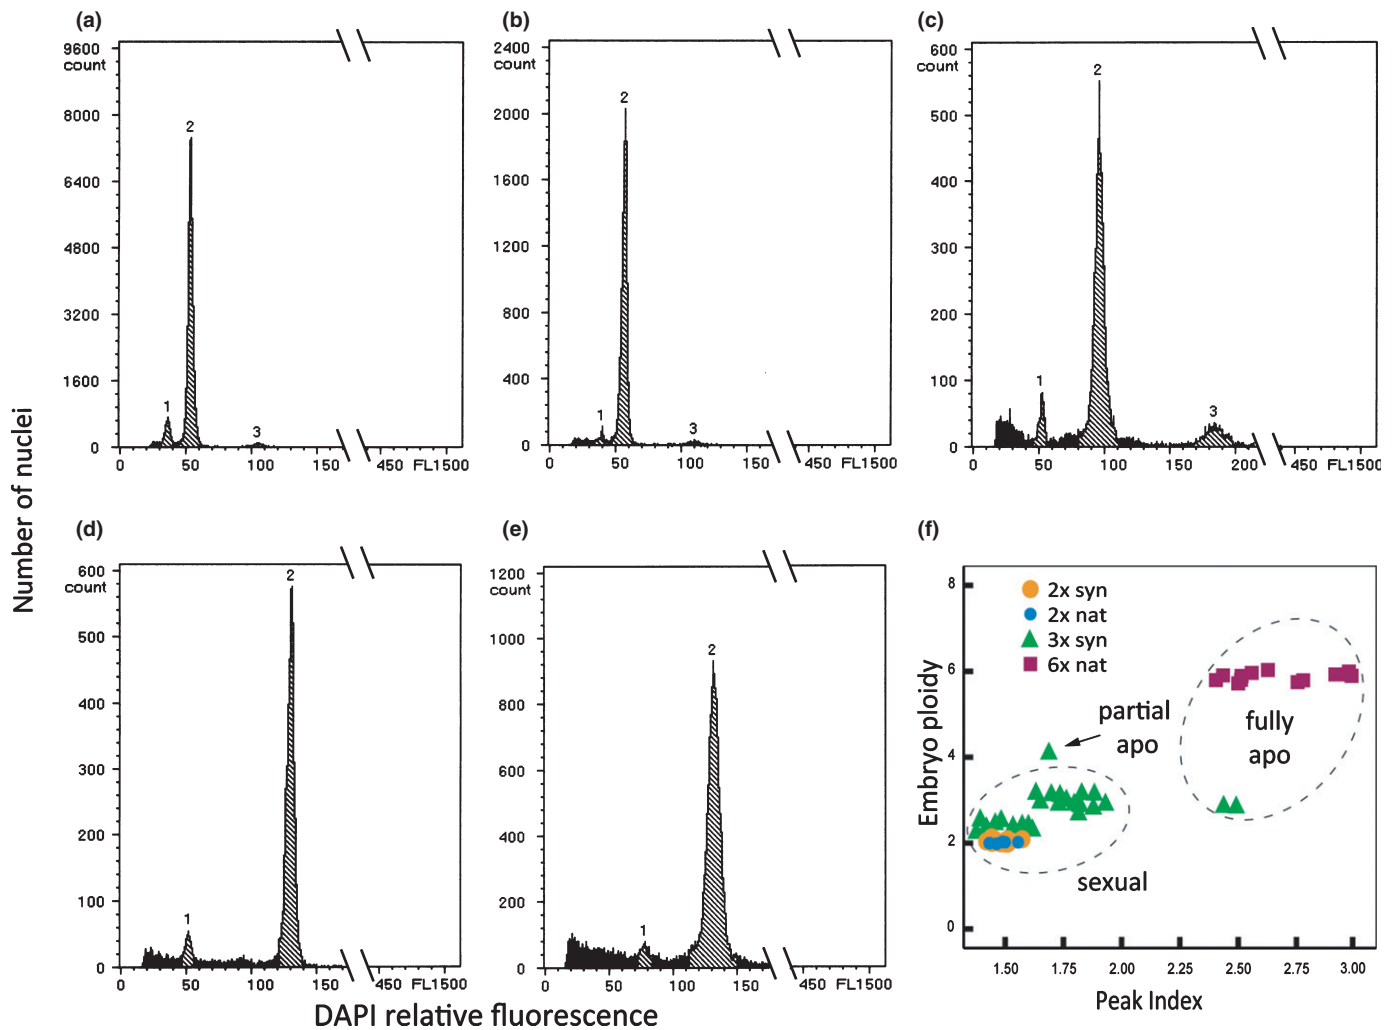 (a)
9600
count
8000
6400
4800
3200
1600
0
1
2
3
0 50 100 150 450 FL1500
(b)
2400
count
2000
1600
1200
800
400
0
1
2
3
0 50 100 150 450 FL1500
(c)
600
count
500
400
300
200
100
0
1
2
3
0 50 100 150 200 450 FL1500
Number of nuclei
(d)
600
count
500
400
300
200
100
0
1
2
0 50 100 150 450 FL1500
(e)
1200
count
1000
800
600
400
200
0
1
2
0 50 100 150 450 FL1500
DAPI relative fluorescence
(f)
Embryo ploidy
8
6
4
2
0
2x syn
2x nat
3x syn
6x nat
partial
apo
fully
apo
sexual
1.50 1.75 2.00 2.25 2.50 2.75 3.00
Peak Index